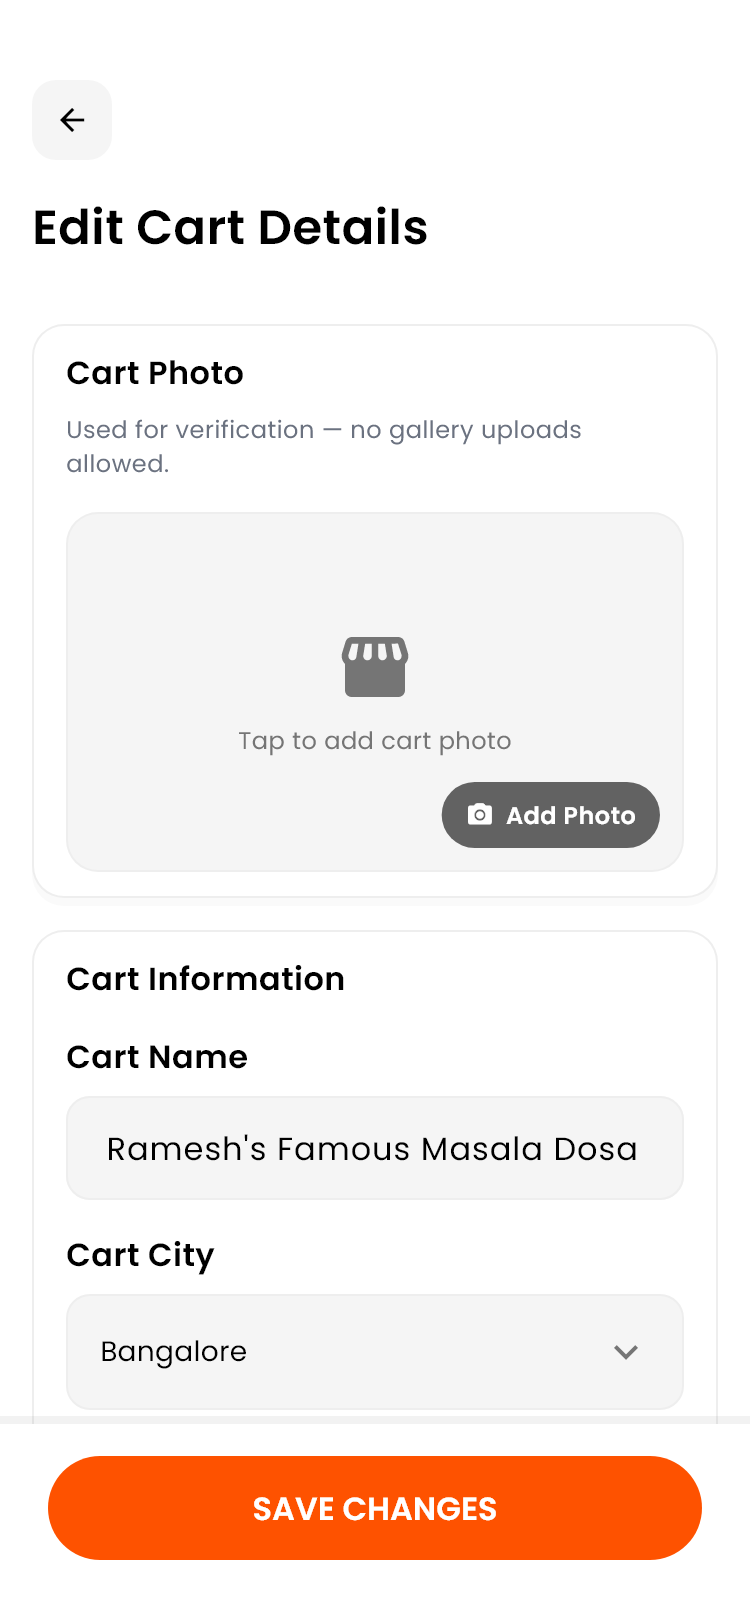 Edit Cart Details
Cart Photo
Used for verification — no gallery uploads
allowed.
Tap to add cart photo
Add Photo
Cart Information
Cart Name
Ramesh's Famous Masala Dosa
Cart City
Bangalore
SAVE CHANGES